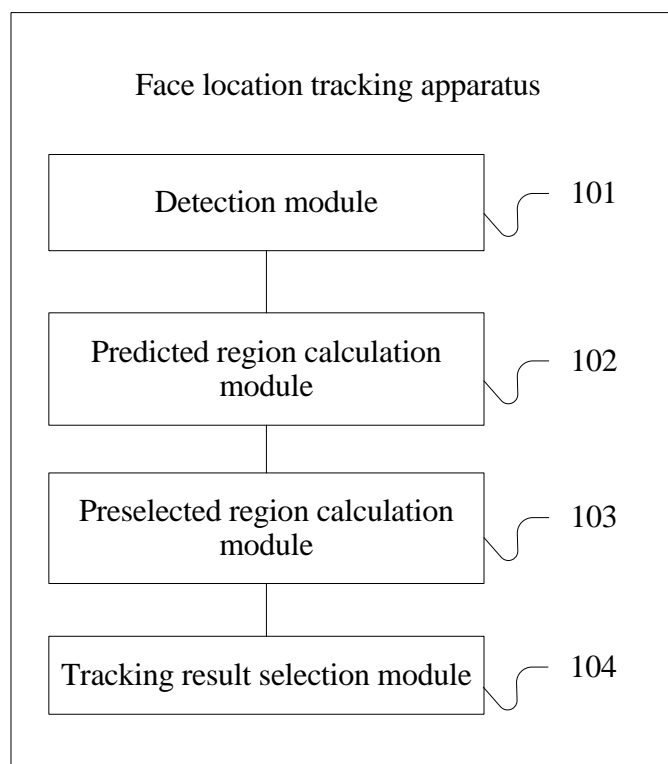 Face location tracking apparatus
Detection module
101
Predicted region calculation
module
102
Preselected region calculation
module
103
Tracking result selection module
104